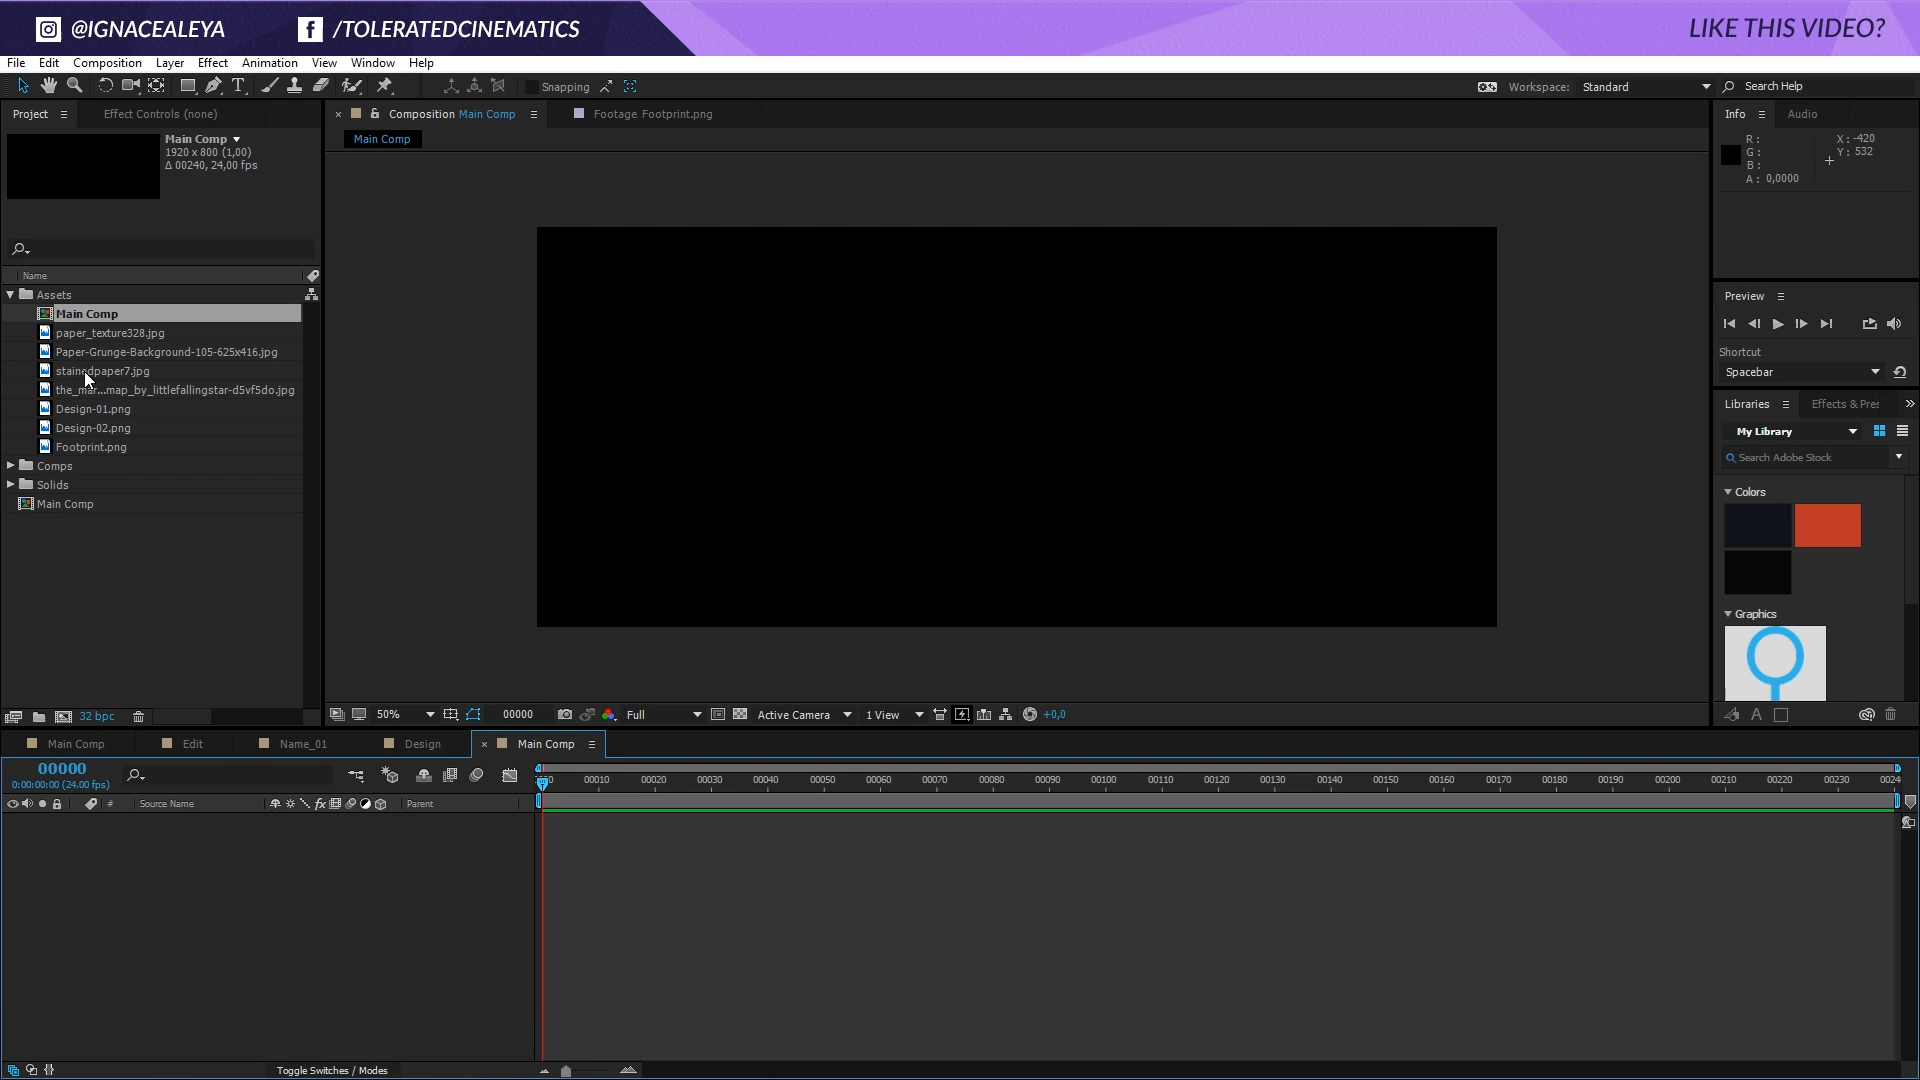 @IGNACEALEYA
/TOLERATEDCINEMATICS
LIKE THIS VIDEO?
File Edit Composition Layer Effect Animation View Window Help
Snapping
Workspace: Standard
Search Help
Project
Effect Controls (none)
Main Comp
1920 x 800 (1,00)
Δ 00240, 24,00 fps
Name
Assets
Main Comp
paper_texture328.jpg
Paper-Grunge-Background-105-625x416.jpg
stainedpaper7.jpg
the_mar...map_by_littlefallingstar-d5vf5do.jpg
Design-01.png
Design-02.png
Footprint.png
Comps
Solids
Main Comp
32 bpc
Composition Main Comp
Footage Footprint.png
Main Comp
50%
00000
Full
Active Camera
1 View
+0,0
Info
Audio
R:
G:
B:
A: 0,0000
X: -420
Y: 532
Preview
Shortcut
Spacebar
Libraries
Effects & Pre
My Library
Search Adobe Stock
Colors
Graphics
Main Comp
Edit
Name_01
Design
Main Comp
00000
0:00:00:00 (24.00 fps)
# Source Name
Parent
00010 00020 00030 00040 00050 00060 00070 00080 00090 00100 00110 00120 00130 00140 00150 00160 00170 00180 00190 00200 00210 00220 00230 0024
Toggle Switches / Modes